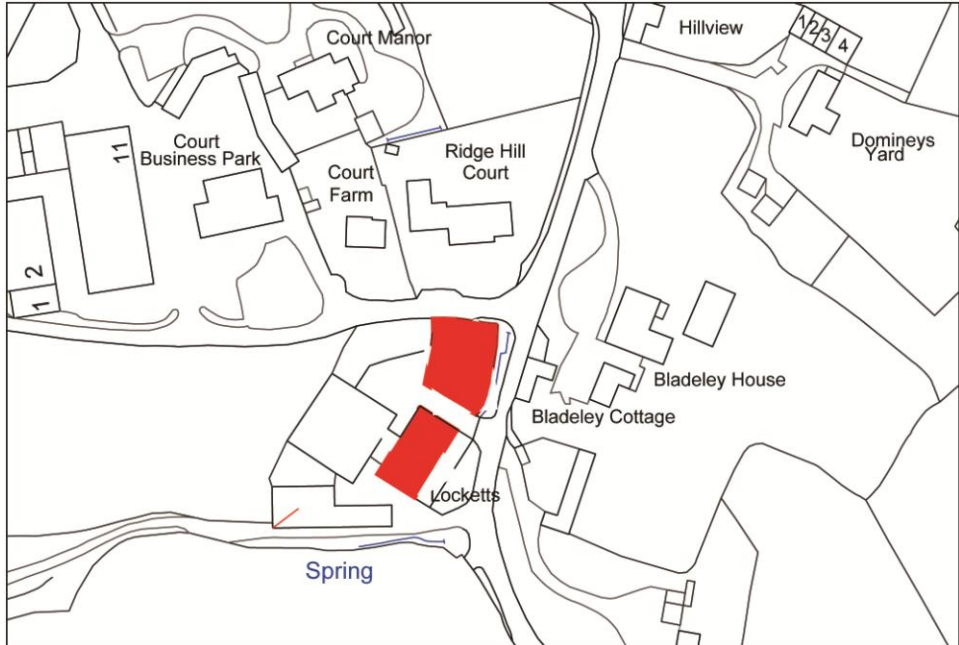 Hillview
1
2
3
4
Court Manor
Domineys
Yard
11
Court
Business Park
Court
Farm
Ridge Hill
Court
2
1
Bladeley House
Bladeley Cottage
Locketts
Spring